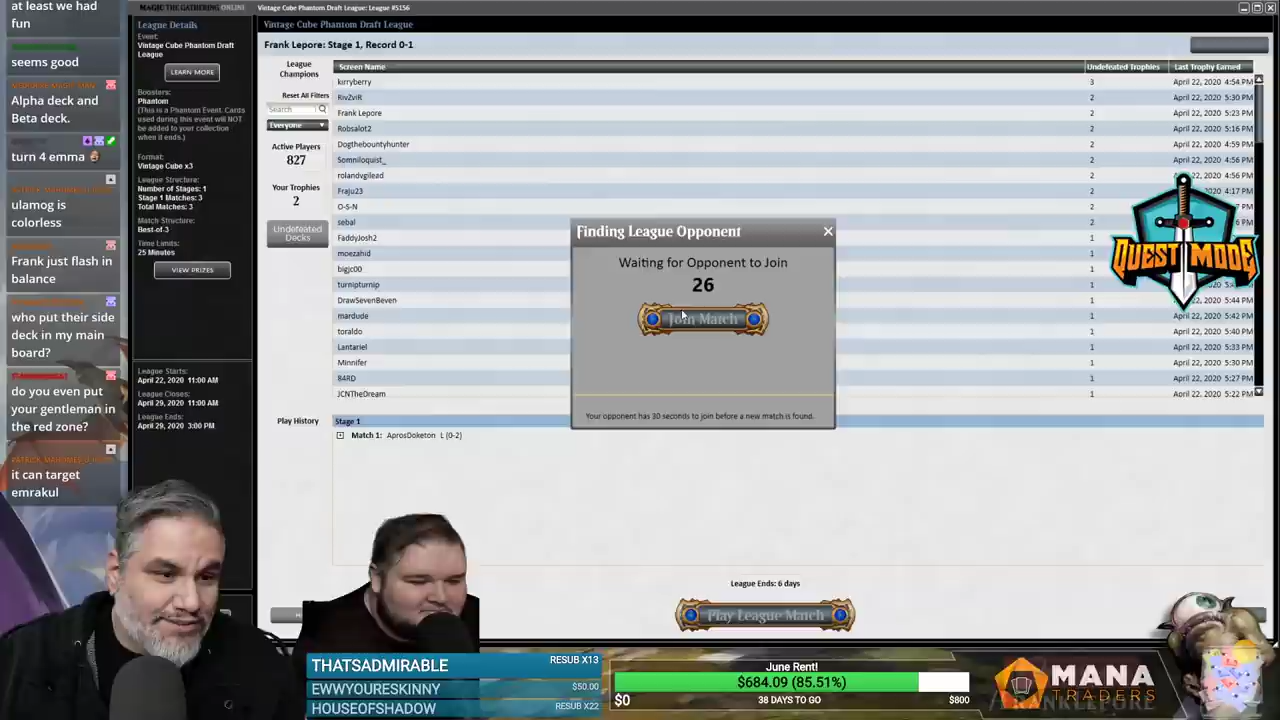 at least we had
fun
seems good
Alpha deck and
Beta deck.
turn 4 emma
ulamog is
colorless
Frank just flash in
balance
who put their side
deck in my main
board?
do you even put
your gentleman in
the red zone?
it can target
emrakul
MAGIC THE GATHERING ONLINE
Vintage Cube Phantom Draft League: League #5156
League Details
Event:
Vintage Cube Phantom Draft
League
LEARN MORE
Boosters:
Phantom
(This is a Phantom Event. Cards
used during this event will NOT
be added to your collection
when it ends.)
Format:
Vintage Cube x3
League Structure:
Number of Stages: 1
Stage 1 Matches: 3
Total Matches: 3
Match Structure:
Best-of-3
Time Limits:
25 Minutes
VIEW PRIZES
League Starts:
April 22, 2020 11:00 AM
League Closes:
April 29, 2020 11:00 AM
League Ends:
April 29, 2020 3:00 PM
Vintage Cube Phantom Draft League
Frank Lepore: Stage 1, Record 0-1
League
Champions
Reset All Filters
Search
Everyone
Active Players
827
Your Trophies
2
Undefeated
Decks
Screen Name Undefeated Trophies Last Trophy Earned
kirryberry 3 April 22, 2020 4:54 PM
RivZviR 2 April 22, 2020 5:30 PM
Frank Lepore 2 April 22, 2020 5:23 PM
Robsalot2 2 April 22, 2020 5:16 PM
Dogthebountyhunter 2 April 22, 2020 4:59 PM
Somniloquist_ 2 April 22, 2020 4:56 PM
rolandvgilead 2 April 22, 2020 4:56 PM
Fraju23 2 April 22, 2020 4:17 PM
O-S-N 2
sebal 2
FaddyJosh2 1
moezahid 1
bigjc00 1
turnipturnip 1
DrawSevenBeven 1
mardude 1 April 22, 2020 5:42 PM
toraldo 1 April 22, 2020 5:40 PM
Lantariel 1 April 22, 2020 5:33 PM
Minnifer 1 April 22, 2020 5:30 PM
84RD 1 April 22, 2020 5:27 PM
JCNTheDream 1 April 22, 2020 5:22 PM
Finding League Opponent
Waiting for Opponent to Join
26
Join Match
Your opponent has 30 seconds to join before a new match is found.
QUEST MODE
Play History
Stage 1
Match 1: AprosDoketon L (0-2)
League Ends: 6 days
Play League Match
THATSADMIRABLE RESUB X13
EWWYOURESKINNY $50.00
HOUSEOFSHADOW RESUB X22
June Rent!
$684.09 (85.51%)
$0 38 DAYS TO GO $800
MANA
TRADERS